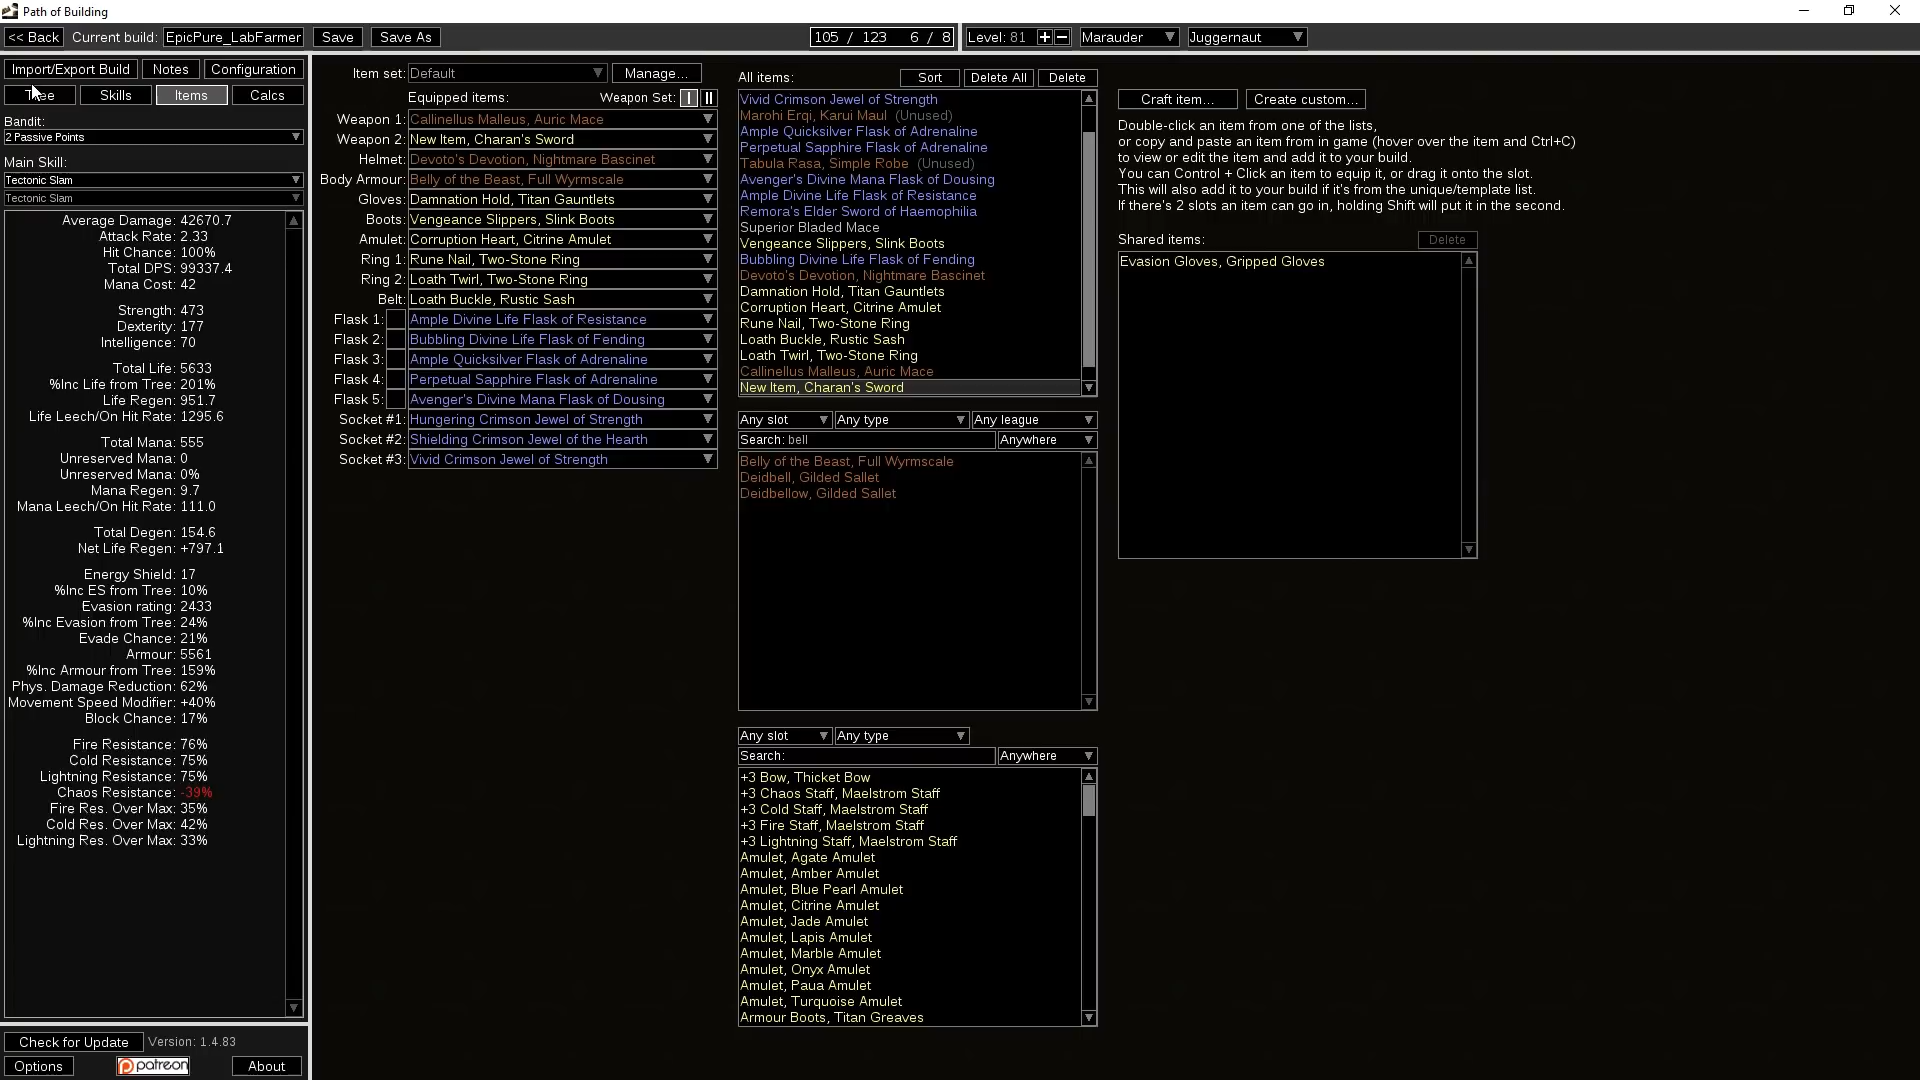 Path of Building
<< Back Current build: EpicPure_LabFarmer Save Save As 105 / 123 6 / 8 Level: 81 Marauder Juggernaut
Import/Export Build Notes Configuration
Tree Skills Items Calcs
Bandit:
2 Passive Points
Main Skill:
Tectonic Slam
Tectonic Slam
Average Damage: 42670.7
Attack Rate: 2.33
Hit Chance: 100%
Total DPS: 99337.4
Mana Cost: 42
Strength: 473
Dexterity: 177
Intelligence: 70
Total Life: 5633
%Inc Life from Tree: 201%
Life Regen: 951.7
Life Leech/On Hit Rate: 1295.6
Total Mana: 555
Unreserved Mana: 0
Unreserved Mana: 0%
Mana Regen: 9.7
Mana Leech/On Hit Rate: 111.0
Total Degen: 154.6
Net Life Regen: +797.1
Energy Shield: 17
%Inc ES from Tree: 10%
Evasion rating: 2433
%Inc Evasion from Tree: 24%
Evade Chance: 21%
Armour: 5561
%Inc Armour from Tree: 159%
Phys. Damage Reduction: 62%
Movement Speed Modifier: +40%
Block Chance: 17%
Fire Resistance: 76%
Cold Resistance: 75%
Lightning Resistance: 75%
Chaos Resistance: -39%
Fire Res. Over Max: 35%
Cold Res. Over Max: 42%
Lightning Res. Over Max: 33%
Check for Update Version: 1.4.83
Options patreon About
Item set: Default Manage...
Equipped items: Weapon Set: I II
Weapon 1: Callinellus Malleus, Auric Mace
Weapon 2: New Item, Charan's Sword
Helmet: Devoto's Devotion, Nightmare Bascinet
Body Armour: Belly of the Beast, Full Wyrmscale
Gloves: Damnation Hold, Titan Gauntlets
Boots: Vengeance Slippers, Slink Boots
Amulet: Corruption Heart, Citrine Amulet
Ring 1: Rune Nail, Two-Stone Ring
Ring 2: Loath Twirl, Two-Stone Ring
Belt: Loath Buckle, Rustic Sash
Flask 1: Ample Divine Life Flask of Resistance
Flask 2: Bubbling Divine Life Flask of Fending
Flask 3: Ample Quicksilver Flask of Adrenaline
Flask 4: Perpetual Sapphire Flask of Adrenaline
Flask 5: Avenger's Divine Mana Flask of Dousing
Socket #1: Hungering Crimson Jewel of Strength
Socket #2: Shielding Crimson Jewel of the Hearth
Socket #3: Vivid Crimson Jewel of Strength
All items: Sort Delete All Delete
Vivid Crimson Jewel of Strength
Marohi Erqi, Karui Maul (Unused)
Ample Quicksilver Flask of Adrenaline
Perpetual Sapphire Flask of Adrenaline
Tabula Rasa, Simple Robe (Unused)
Avenger's Divine Mana Flask of Dousing
Ample Divine Life Flask of Resistance
Remora's Elder Sword of Haemophilia
Superior Bladed Mace
Vengeance Slippers, Slink Boots
Bubbling Divine Life Flask of Fending
Devoto's Devotion, Nightmare Bascinet
Damnation Hold, Titan Gauntlets
Corruption Heart, Citrine Amulet
Rune Nail, Two-Stone Ring
Loath Buckle, Rustic Sash
Loath Twirl, Two-Stone Ring
Callinellus Malleus, Auric Mace
New Item, Charan's Sword
Any slot Any type Any league
Search: bell Anywhere
Belly of the Beast, Full Wyrmscale
Deidbell, Gilded Sallet
Deidbellow, Gilded Sallet
Any slot Any type
Search: Anywhere
+3 Bow, Thicket Bow
+3 Chaos Staff, Maelstrom Staff
+3 Cold Staff, Maelstrom Staff
+3 Fire Staff, Maelstrom Staff
+3 Lightning Staff, Maelstrom Staff
Amulet, Agate Amulet
Amulet, Amber Amulet
Amulet, Blue Pearl Amulet
Amulet, Citrine Amulet
Amulet, Jade Amulet
Amulet, Lapis Amulet
Amulet, Marble Amulet
Amulet, Onyx Amulet
Amulet, Paua Amulet
Amulet, Turquoise Amulet
Armour Boots, Titan Greaves
Craft item... Create custom...
Double-click an item from one of the lists,
or copy and paste an item from in game (hover over the item and Ctrl+C)
to view or edit the item and add it to your build.
You can Control + Click an item to equip it, or drag it onto the slot.
This will also add it to your build if it's from the unique/template list.
If there's 2 slots an item can go in, holding Shift will put it in the second.
Shared items: Delete
Evasion Gloves, Gripped Gloves